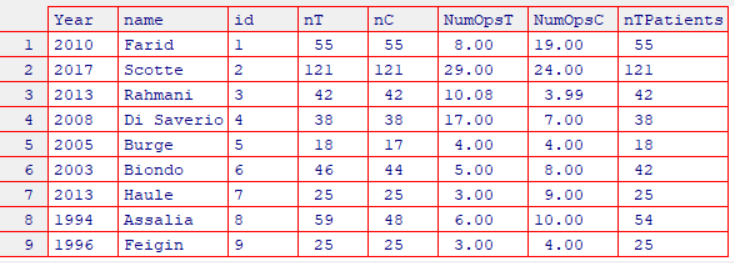 Year name id nT nC NumOpsT NumOpsC nTPatients
1 2010 Farid 1 55 55 8.00 19.00 55
2 2017 Scotte 2 121 121 29.00 24.00 121
3 2013 Rahmani 3 42 42 10.08 3.99 42
4 2008 Di Saverio 4 38 38 17.00 7.00 38
5 2005 Burge 5 18 17 4.00 4.00 18
6 2003 Biondo 6 46 44 5.00 8.00 42
7 2013 Haule 7 25 25 3.00 9.00 25
8 1994 Assalia 8 59 48 6.00 10.00 54
9 1996 Feigin 9 25 25 3.00 4.00 25